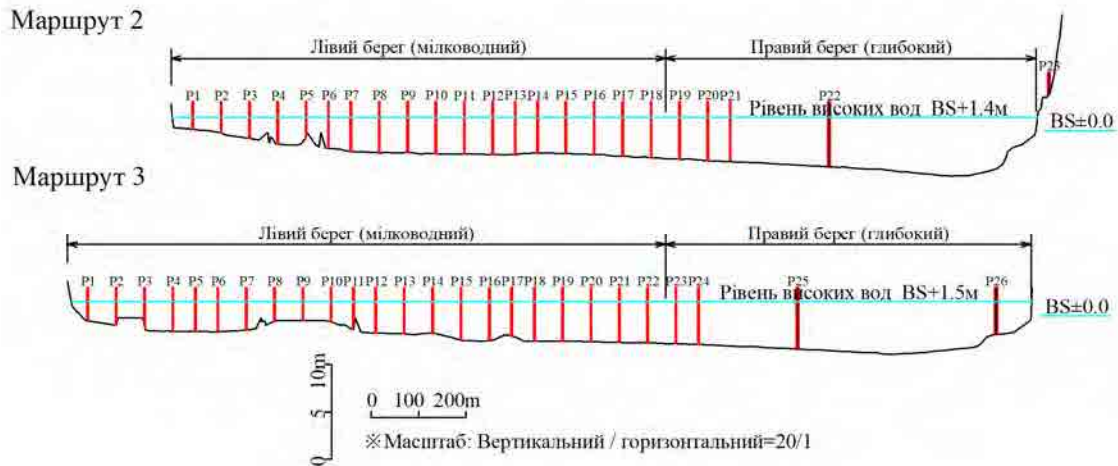 Маршрут 2
Лівий берег (мілководний) Правий берег (глибокий)
P23
P1 P2 P3 P4 P5 P6 P7 P8 P9 P10 P11 P12 P13 P14 P15 P16 P17 P18 P19 P20 P21 P22
Рівень високих вод BS+1.4м
BS±0.0
Маршрут 3
Лівий берег (мілководний) Правий берег (глибокий)
P1 P2 P3 P4 P5 P6 P7 P8 P9 P10 P11 P12 P13 P14 P15 P16 P17 P18 P19 P20 P21 P22 P23 P24 P25 P26
Рівень високих вод BS+1.5м
BS±0.0
10m
5
0
0 100 200m
※Масштаб: Вертикальний / горизонтальний=20/1